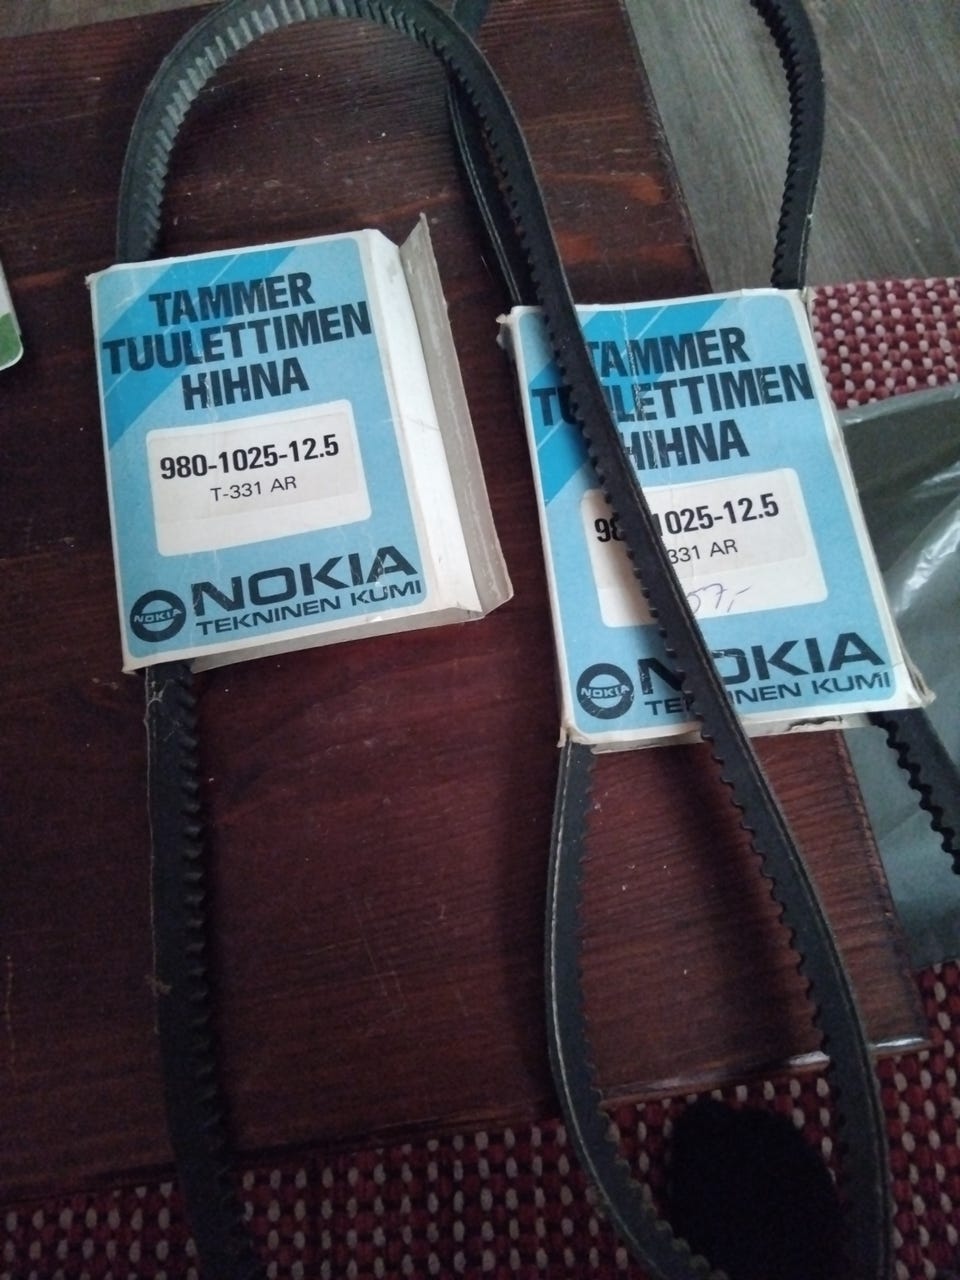 TAMMER
TUULETTIMEN
HIHNA
980-1025-12.5
T-331 AR
NOKIA
NOKIA
TEKNINEN KUMI
TAMMER
TUULETTIMEN
HIHNA
1025-12.5
331 AR
57,-
NOKIA
NOKIA
TEKNINEN KUMI